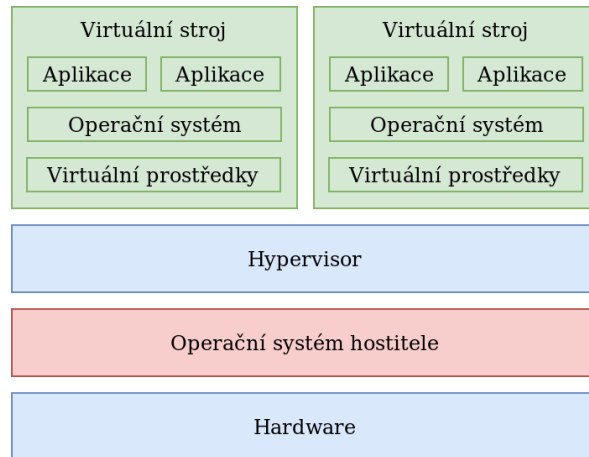 Virtuální stroj
Aplikace
Aplikace
Operační systém
Virtuální prostředky
Virtuální stroj
Aplikace
Aplikace
Operační systém
Virtuální prostředky
Hypervisor
Operační systém hostitele
Hardware